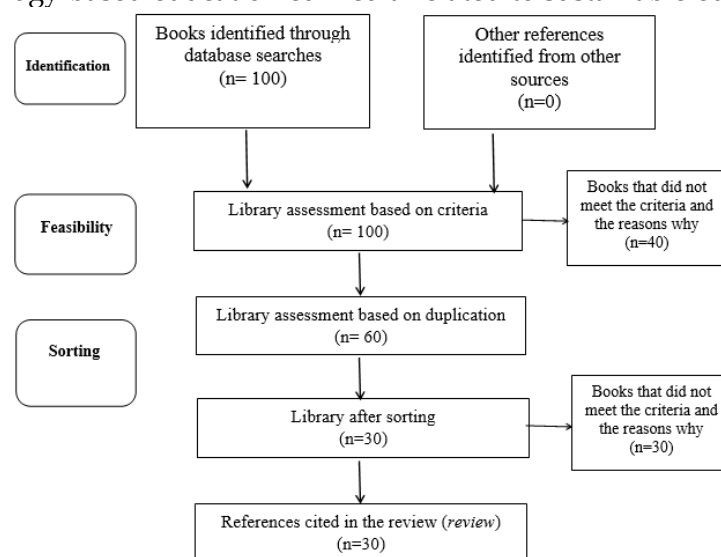 Identification
Books identified through
database searches
(n= 100)
Other references
identified from other
sources
(n=0)
Feasibility
Library assessment based on criteria
(n= 100)
Books that did not
meet the criteria and
the reasons why
(n=40)
Sorting
Library assessment based on duplication
(n= 60)
Library after sorting
(n=30)
Books that did not
meet the criteria and
the reasons why
(n=30)
References cited in the review (review)
(n=30)